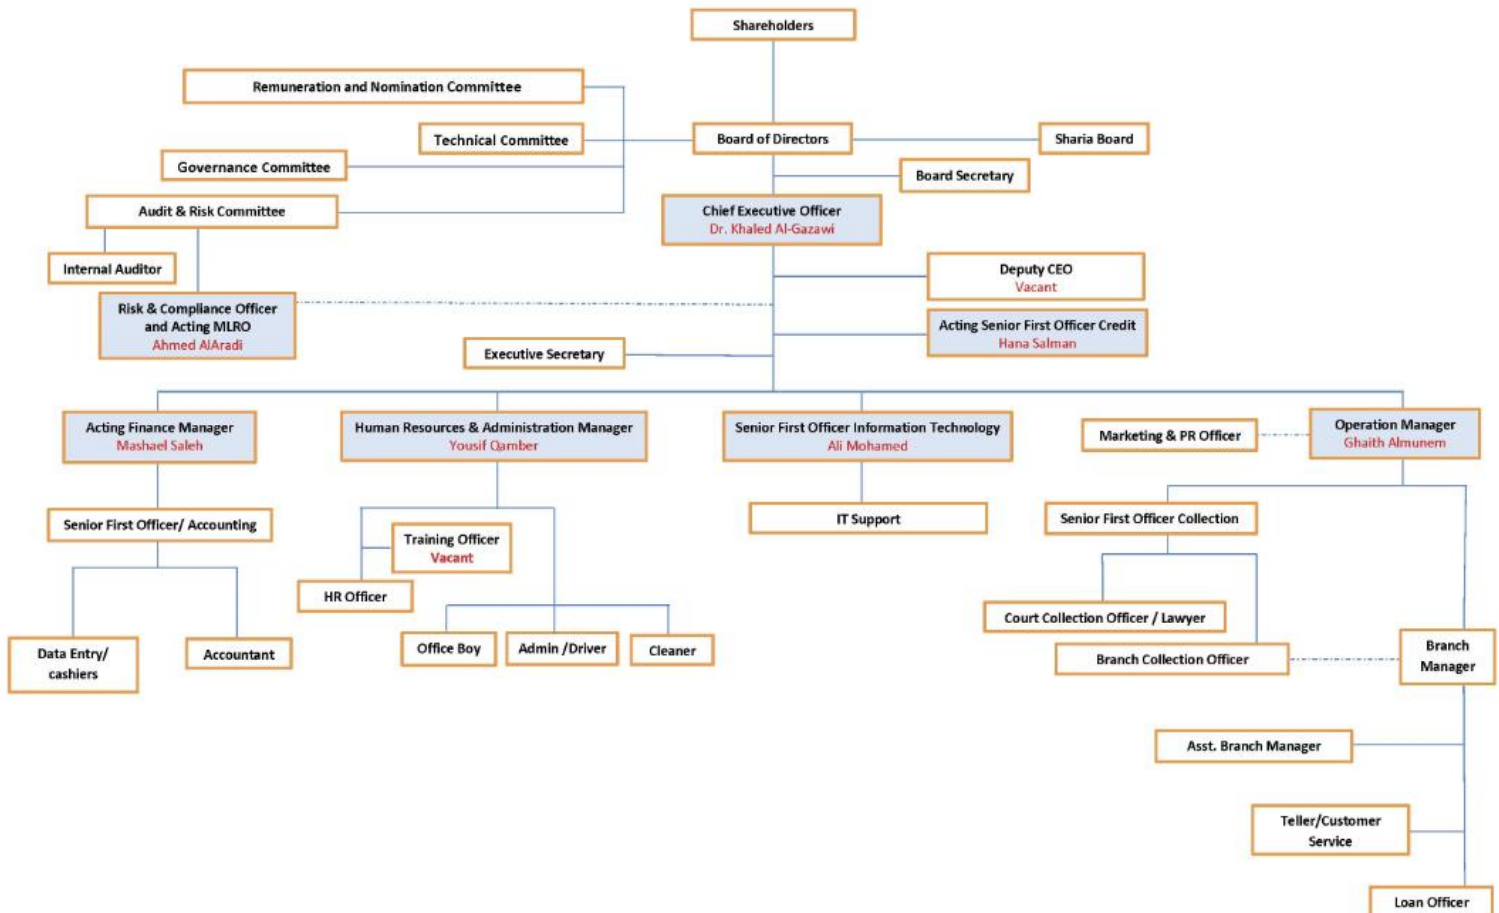 Shareholders
Remuneration and Nomination Committee
Technical Committee
Board of Directors
Sharia Board
Governance Committee
Board Secretary
Audit & Risk Committee
Chief Executive Officer
Dr. Khaled Al-Gazawi
Internal Auditor
Deputy CEO
Vacant
Risk & Compliance Officer
and Acting MLRO
Ahmed AlAradi
Acting Senior First Officer Credit
Hana Salman
Executive Secretary
Acting Finance Manager
Mashael Saleh
Human Resources & Administration Manager
Yousif Qamber
Senior First Officer Information Technology
Ali Mohamed
Marketing & PR Officer
Operation Manager
Ghaith Almunem
Senior First Officer/ Accounting
Training Officer
Vacant
IT Support
Senior First Officer Collection
HR Officer
Court Collection Officer / Lawyer
Data Entry/
cashiers
Accountant
Office Boy
Admin /Driver
Cleaner
Branch Collection Officer
Branch
Manager
Asst. Branch Manager
Teller/Customer
Service
Loan Officer